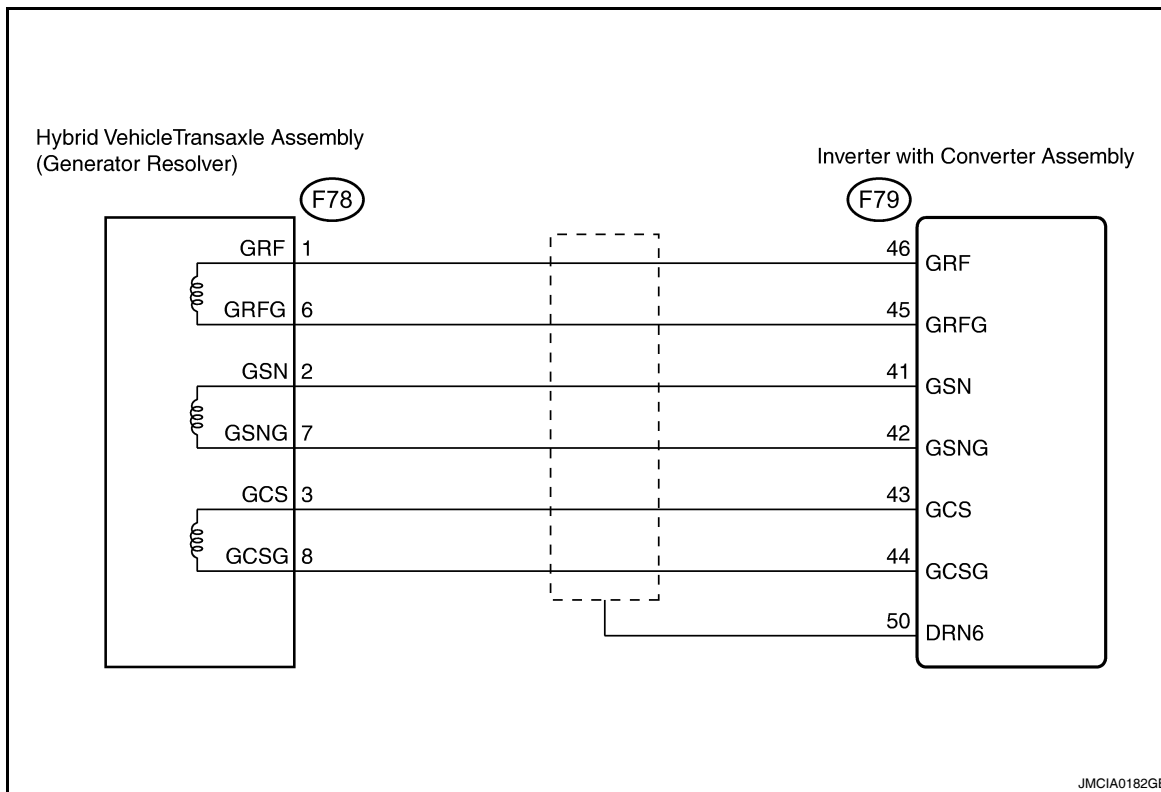 Hybrid VehicleTransaxle Assembly
(Generator Resolver)
Inverter with Converter Assembly
F78
F79
GRF 1
46 GRF
GRFG 6
45 GRFG
GSN 2
41 GSN
GSNG 7
42 GSNG
GCS 3
43 GCS
GCSG 8
44 GCSG
50 DRN6
JMCIA0182GB